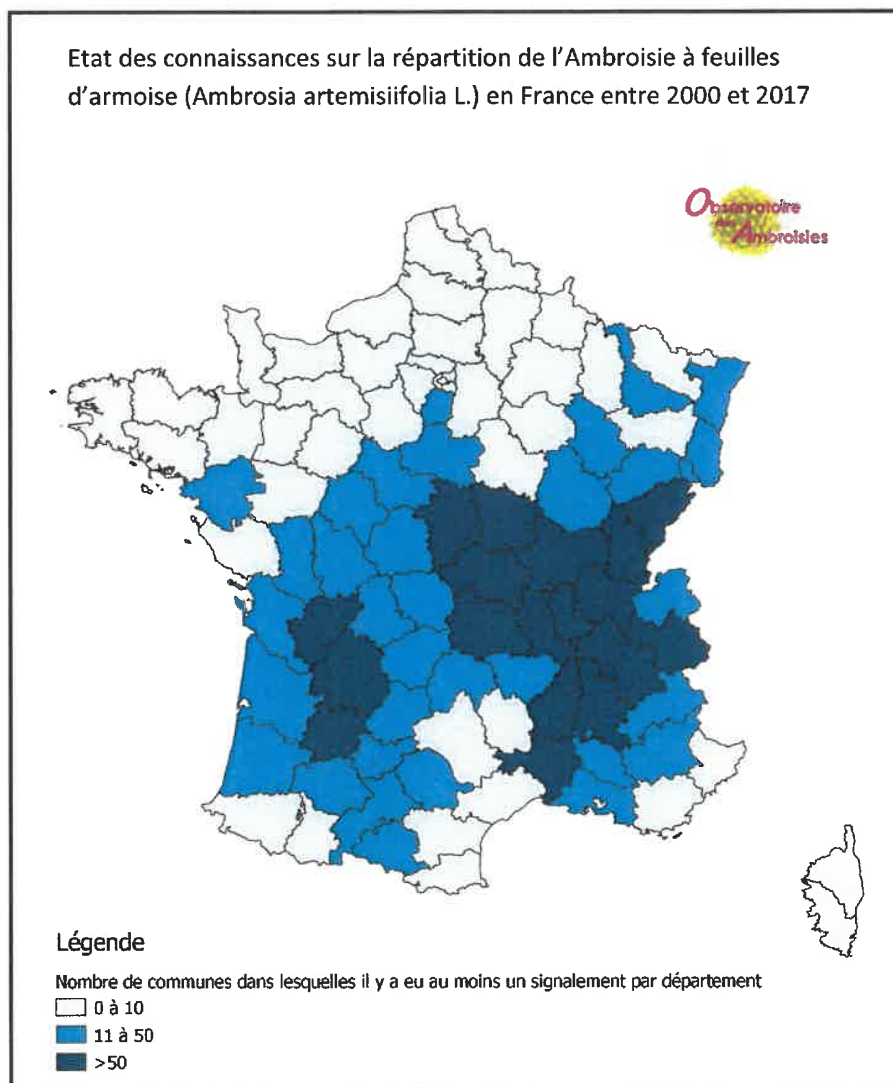 Etat des connaissances sur la répartition de l'Ambroisie à feuilles
d'armoise (Ambrosia artemisiifolia L.) en France entre 2000 et 2017
Observatoire
des
Ambroisies
Légende
Nombre de communes dans lesquelles il y a eu au moins un signalement par département
0 à 10
11 à 50
>50